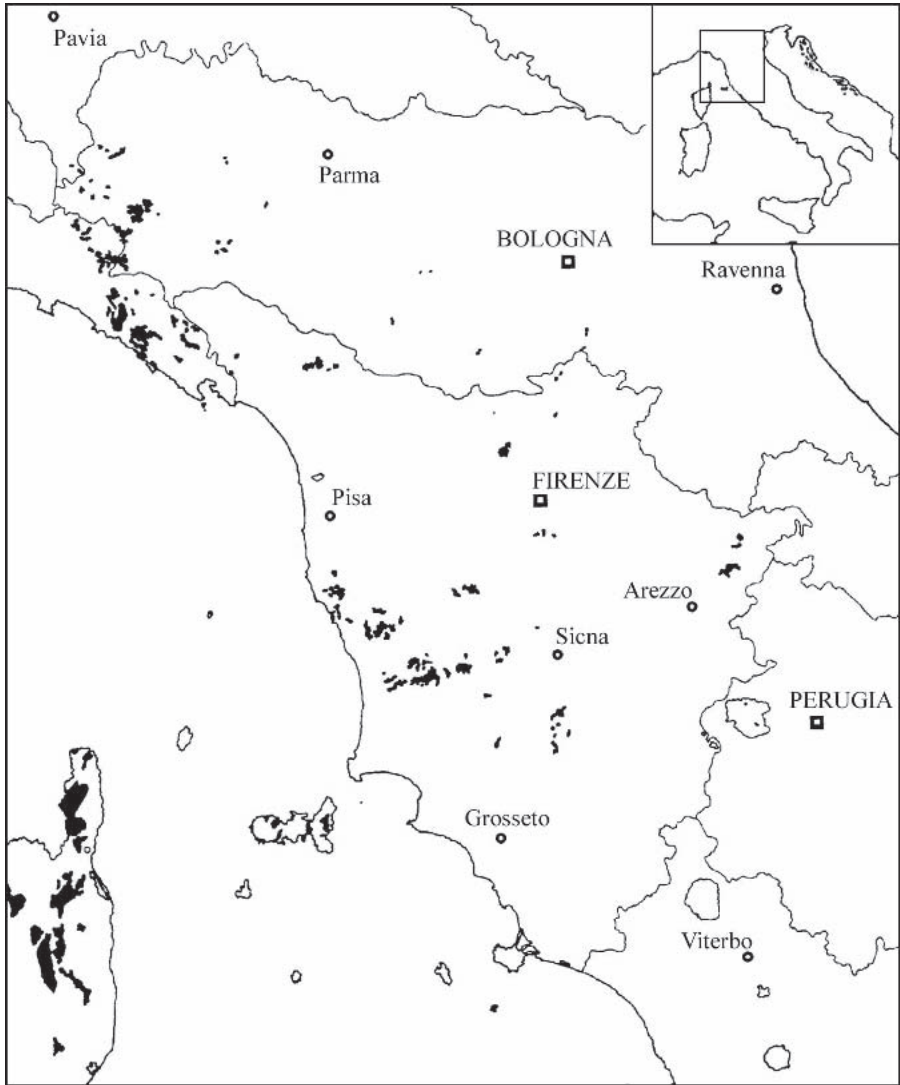 Pavia
Parma
BOLOGNA
Ravenna
FIRENZE
Pisa
Arezzo
Sicna
PERUGIA
Grosseto
Viterbo